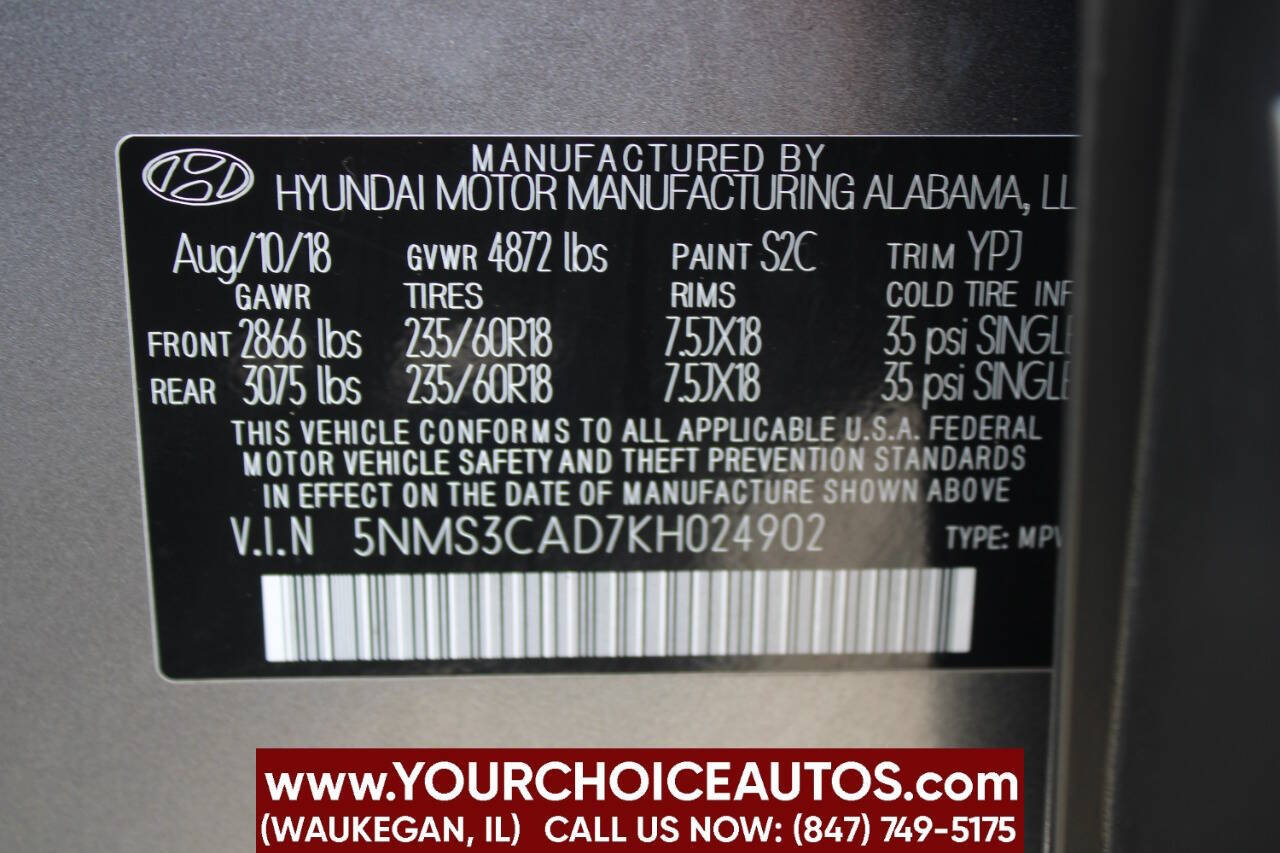 MANUFACTURED BY
HYUNDAI MOTOR MANUFACTURING ALABAMA,
Aug/10/18 GVWR 4872 lbs PAINT S2C TRIM YPJ
GAWR TIRES RIMS COLD TIRE INF
FRONT 2866 lbs 235/60R18 7.5JX18 35 psi SINGLE
REAR 3075 lbs 235/60R18 7.5JX18 35 psi SINGLE
THIS VEHICLE CONFORMS TO ALL APPLICABLE U.S.A. FEDERAL
MOTOR VEHICLE SAFETY AND THEFT PREVENTION STANDARDS
IN EFFECT ON THE DATE OF MANUFACTURE SHOWN ABOVE
V.I.N 5NMS3CAD7KH024902 TYPE: MPV
www.YOURCHOICEAUTOS.com
(WAUKEGAN, IL) CALL US NOW: (847) 749-5175